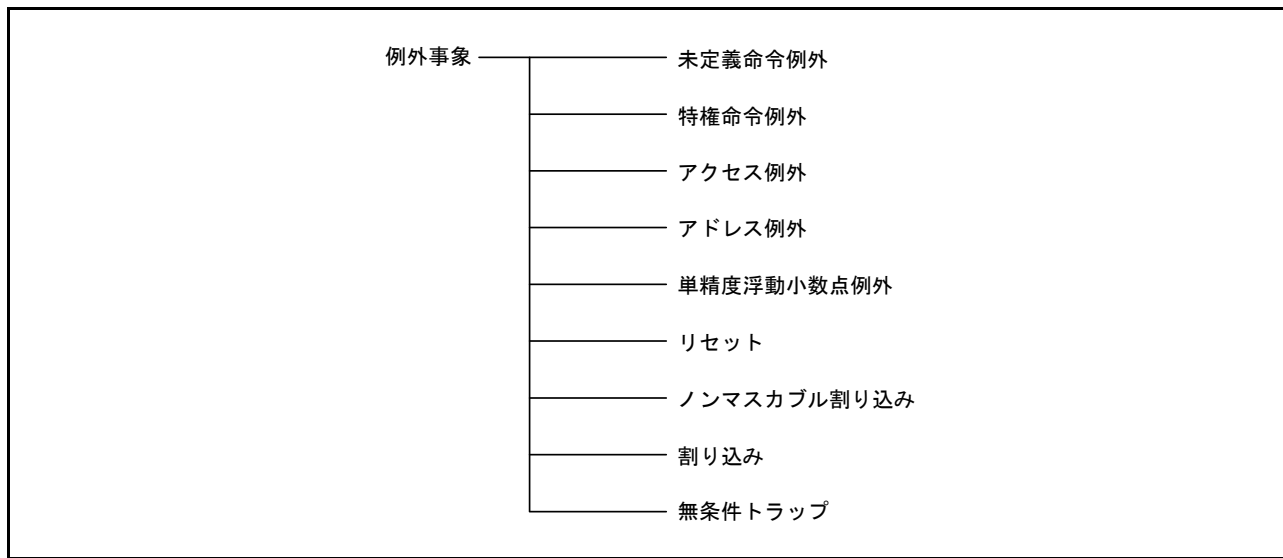 例外事象
未定義命令例外
特権命令例外
アクセス例外
アドレス例外
単精度浮動小数点例外
リセット
ノンマスカブル割り込み
割り込み
無条件トラップ